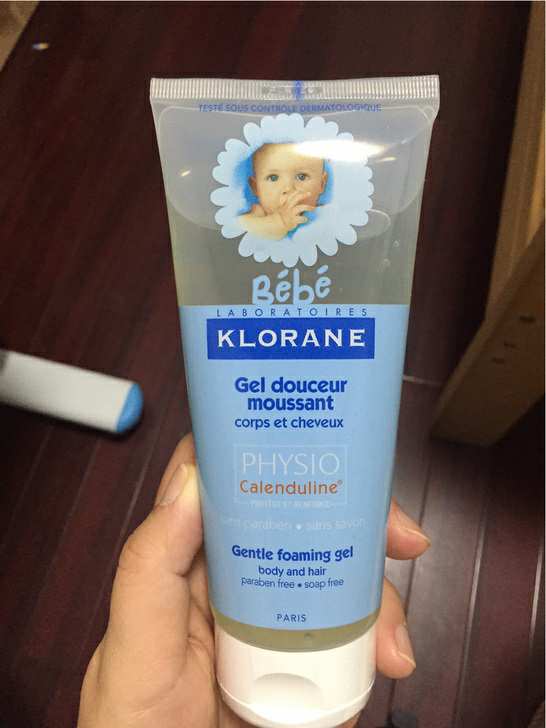 TESTÉ SOUS CONTRÔLE DERMATOLOGIQUE
Bébé
LABORATOIRES
KLORANE
Gel douceur
moussant
corps et cheveux
PHYSIO
Calenduline®
sans paraben • sans savon
Gentle foaming gel
body and hair
paraben free • soap free
PARIS